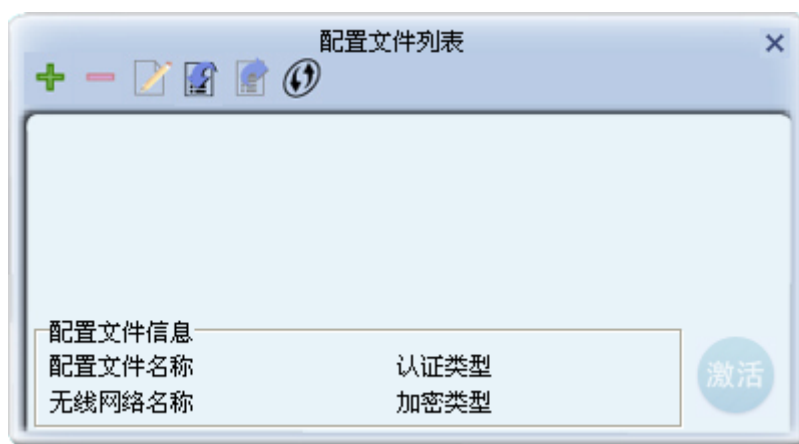 配置文件列表
配置文件信息
配置文件名称 认证类型
无线网络名称 加密类型
激活